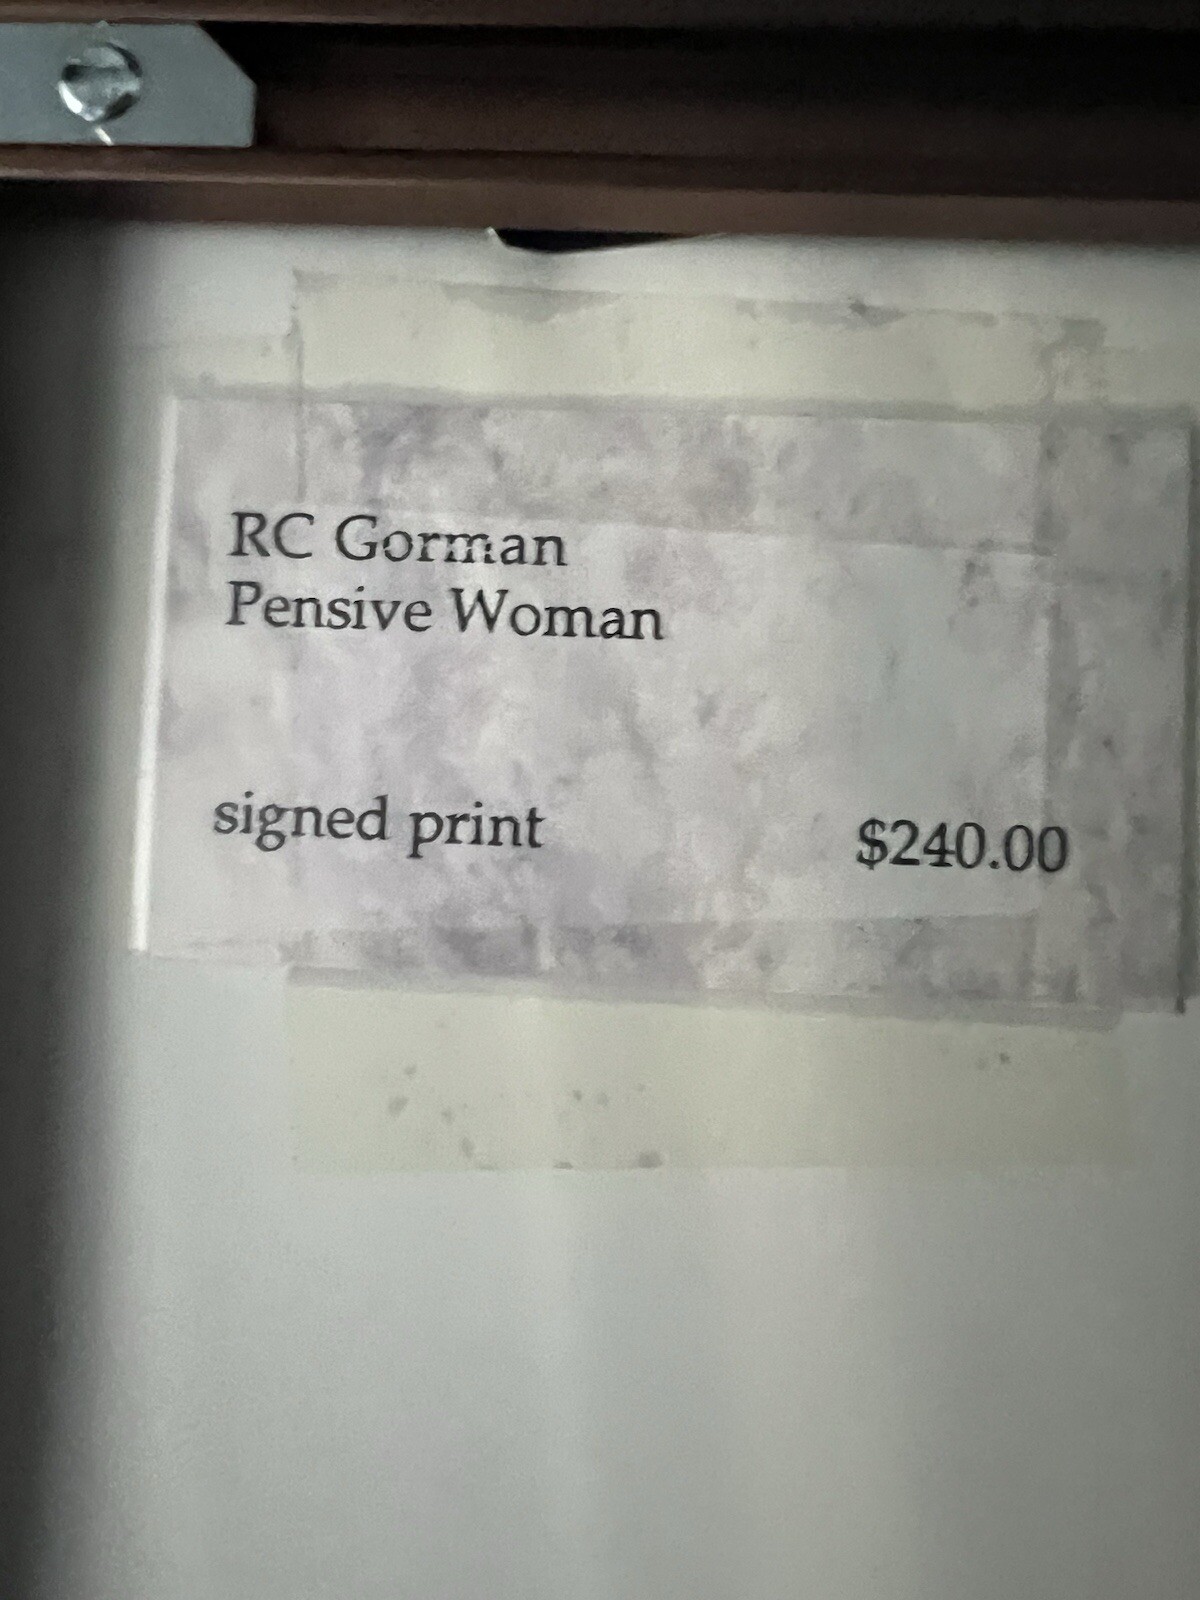 RC Gorman
Pensive Woman
signed print $240.00